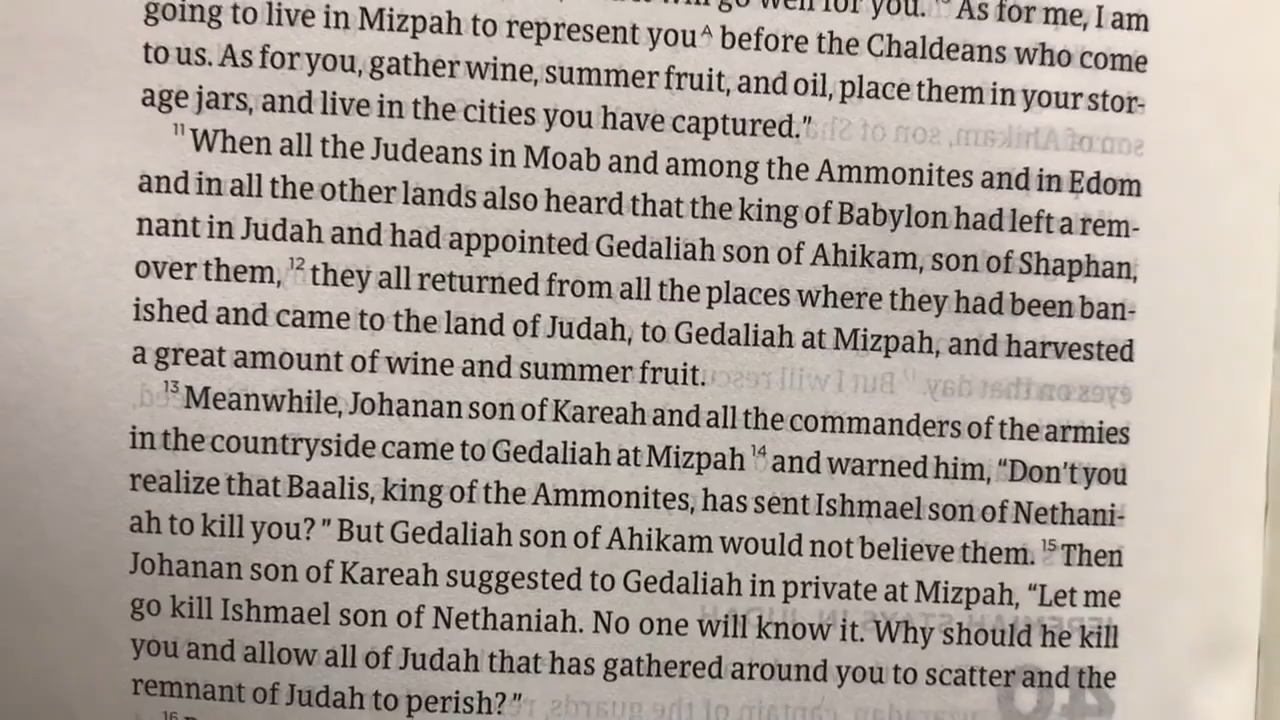 go well for you. As for me, I am
going to live in Mizpah to represent youᴬ before the Chaldeans who come
to us. As for you, gather wine, summer fruit, and oil, place them in your stor-
age jars, and live in the cities you have captured.”
¹¹ When all the Judeans in Moab and among the Ammonites and in Edom
and in all the other lands also heard that the king of Babylon had left a rem-
nant in Judah and had appointed Gedaliah son of Ahikam, son of Shaphan,
over them, ¹² they all returned from all the places where they had been ban-
ished and came to the land of Judah, to Gedaliah at Mizpah, and harvested
a great amount of wine and summer fruit.
¹³ Meanwhile, Johanan son of Kareah and all the commanders of the armies
in the countryside came to Gedaliah at Mizpah ¹⁴ and warned him, “Don’t you
realize that Baalis, king of the Ammonites, has sent Ishmael son of Nethani-
ah to kill you?” But Gedaliah son of Ahikam would not believe them. ¹⁵ Then
Johanan son of Kareah suggested to Gedaliah in private at Mizpah, “Let me
go kill Ishmael son of Nethaniah. No one will know it. Why should he kill
you and allow all of Judah that has gathered around you to scatter and the
remnant of Judah to perish?”
¹⁶